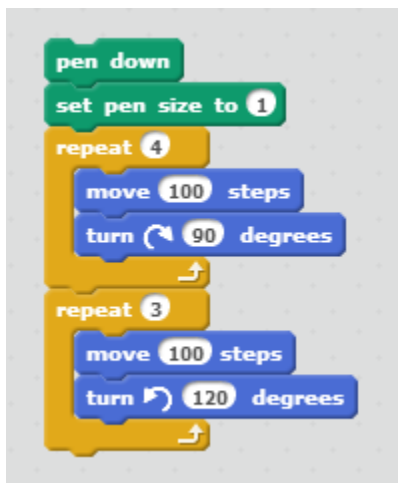 pen down
set pen size to 1
repeat 4
move 100 steps
turn 90 degrees
repeat 3
move 100 steps
turn 120 degrees